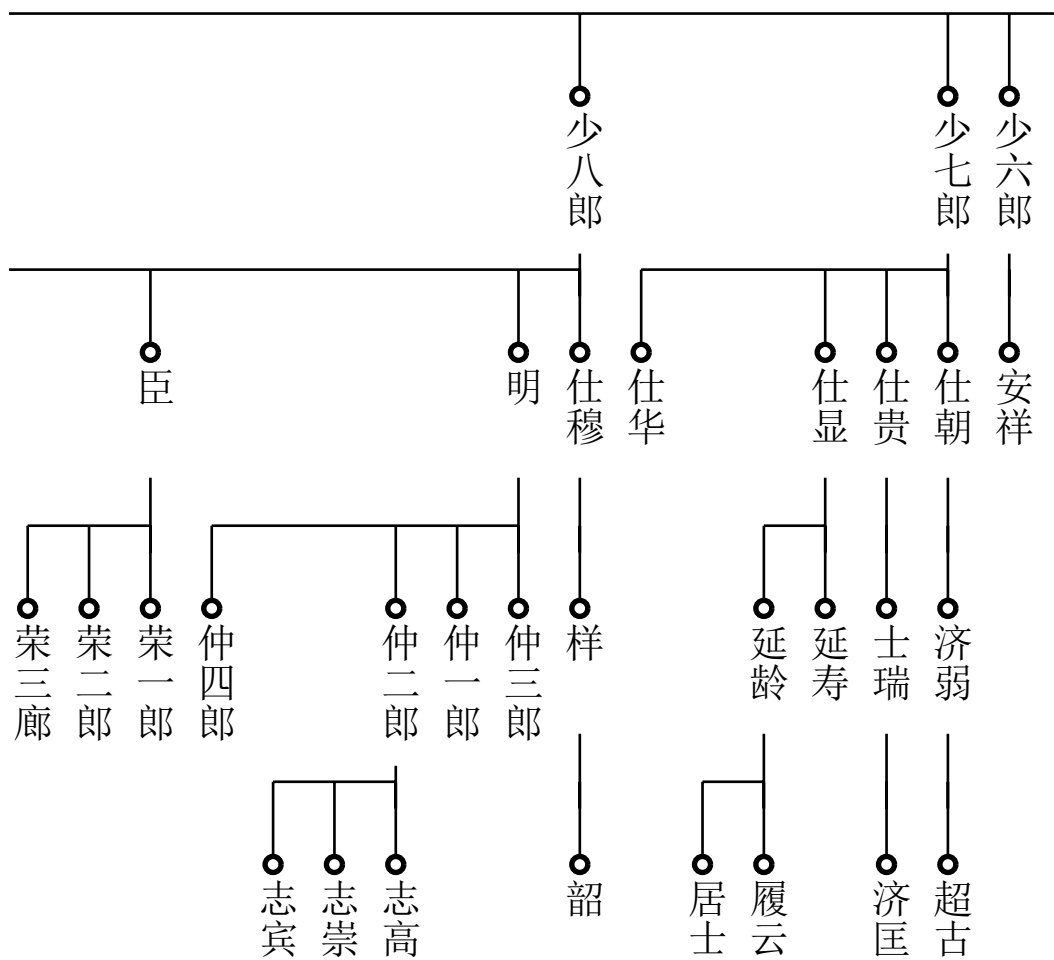 少六郎
少七郎
少八郎
安祥
仕朝
仕贵
仕显
仕华
仕穆
明
臣
济弱
士瑞
延寿
延龄
样
仲三郎
仲一郎
仲二郎
仲四郎
荣一郎
荣二郎
荣三廊
超古
济匡
履云
居士
韶
志高
志崇
志宾